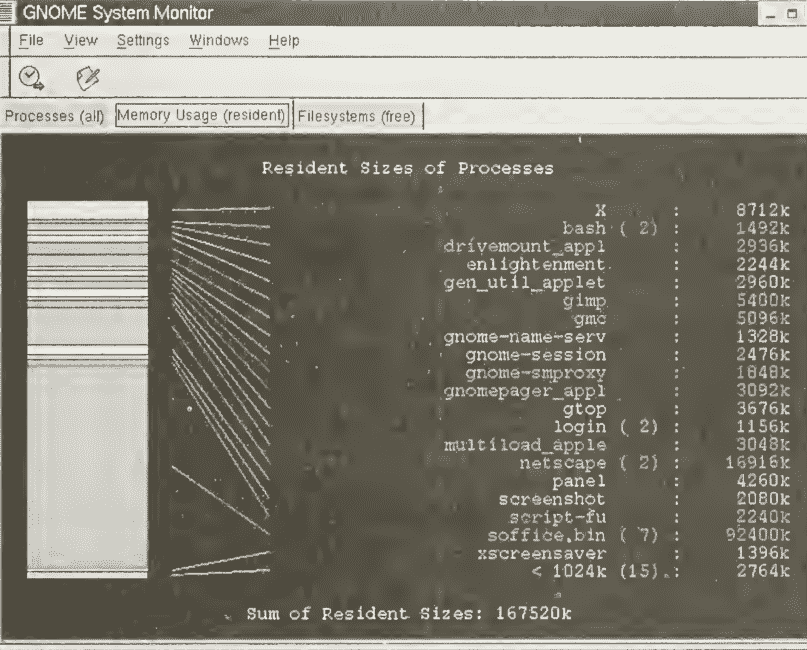 GNOME System Monitor
File View Settings Windows Help
Processes (all) Memory Usage (resident) Filesystems (free)
Resident Sizes of Processes
X : 8712k
bash ( 2) : 1492k
drivemount_appl : 2936k
enlightenment : 2244k
gen_util_applet : 2960k
gimp : 5400k
gmc : 5096k
gnome-name-serv : 1328k
gnome-session : 2476k
gnome-smproxy : 1848k
gnomepager_appl : 3092k
gtop : 3676k
login ( 2) : 1156k
multiload_apple : 3048k
netscape ( 2) : 16916k
panel : 4260k
screenshot : 2080k
script-fu : 2240k
soffice.bin ( 7) : 92400k
xscreensaver : 1396k
< 1024k (15) : 2764k
Sum of Resident Sizes: 167520k